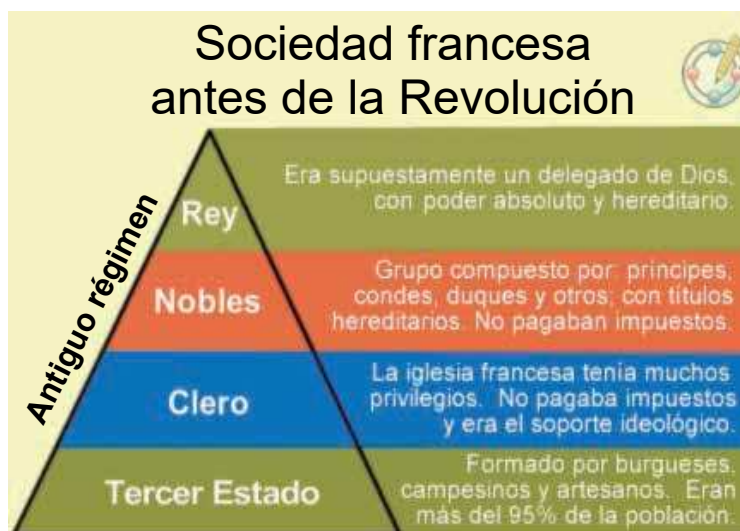 Sociedad francesa
antes de la Revolución
Antiguo régimen
Rey
Era supuestamente un delegado de Dios,
con poder absoluto y hereditario.
Nobles
Grupo compuesto por: principes,
condes, duques y otros; con titulos
hereditarios. No pagaban impuestos.
Clero
La iglesia francesa tenía muchos
privilegios. No pagaba impuestos
y era el soporte ideológico.
Tercer Estado
Formado por burgueses,
campesinos y artesanos. Eran
más del 95% de la población.